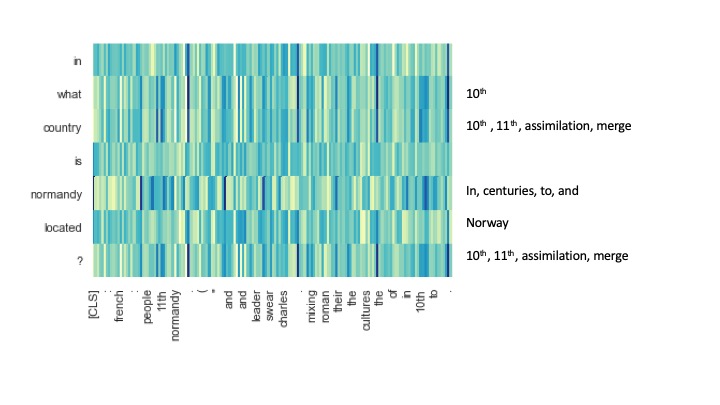 in
what
country
is
normandy
located
?
10th
10th , 11th, assimilation, merge
In, centuries, to, and
Norway
10th, 11th, assimilation, merge
[CLS]
.
french
:
people
11th
normandy
.
(
"
and
and
leader
swear
charles
.
mixing
roman
their
the
cultures
the
of
in
10th
to
.